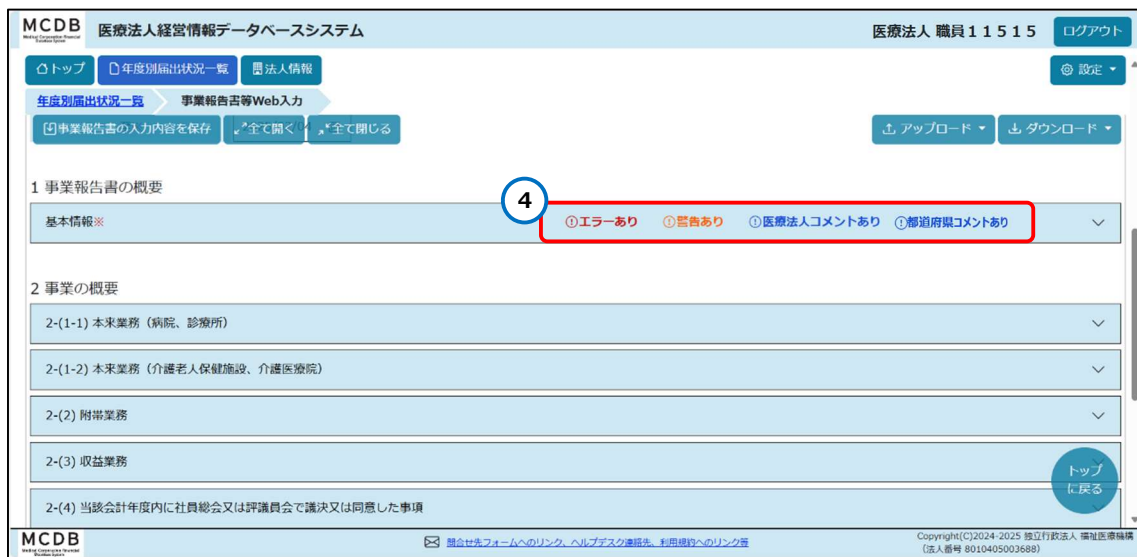 MCDB
医療法人経営情報データベースシステム
医療法人 職員11515
ログアウト
トップ
年度別届出状況一覧
法人情報
設定
年度別届出状況一覧
事業報告書等Web入力
事業報告書の入力内容を保存
全て開く
/04
全て閉じる
アップロード
ダウンロード
1 事業報告書の概要
4
基本情報※
エラーあり
警告あり
医療法人コメントあり
都道府県コメントあり
2 事業の概要
2-(1-1) 本来業務（病院、診療所）
2-(1-2) 本来業務（介護老人保健施設、介護医療院）
2-(2) 附帯業務
2-(3) 収益業務
2-(4) 当該会計年度内に社員総会又は評議員会で議決又は同意した事項
トップ
に戻る
MCDB
問合せ先フォームへのリンク、ヘルプデスク連絡先、利用規約へのリンク等
Copyright(C)2024-2025 独立行政法人 福祉医療機構
(法人番号 8010405003688)